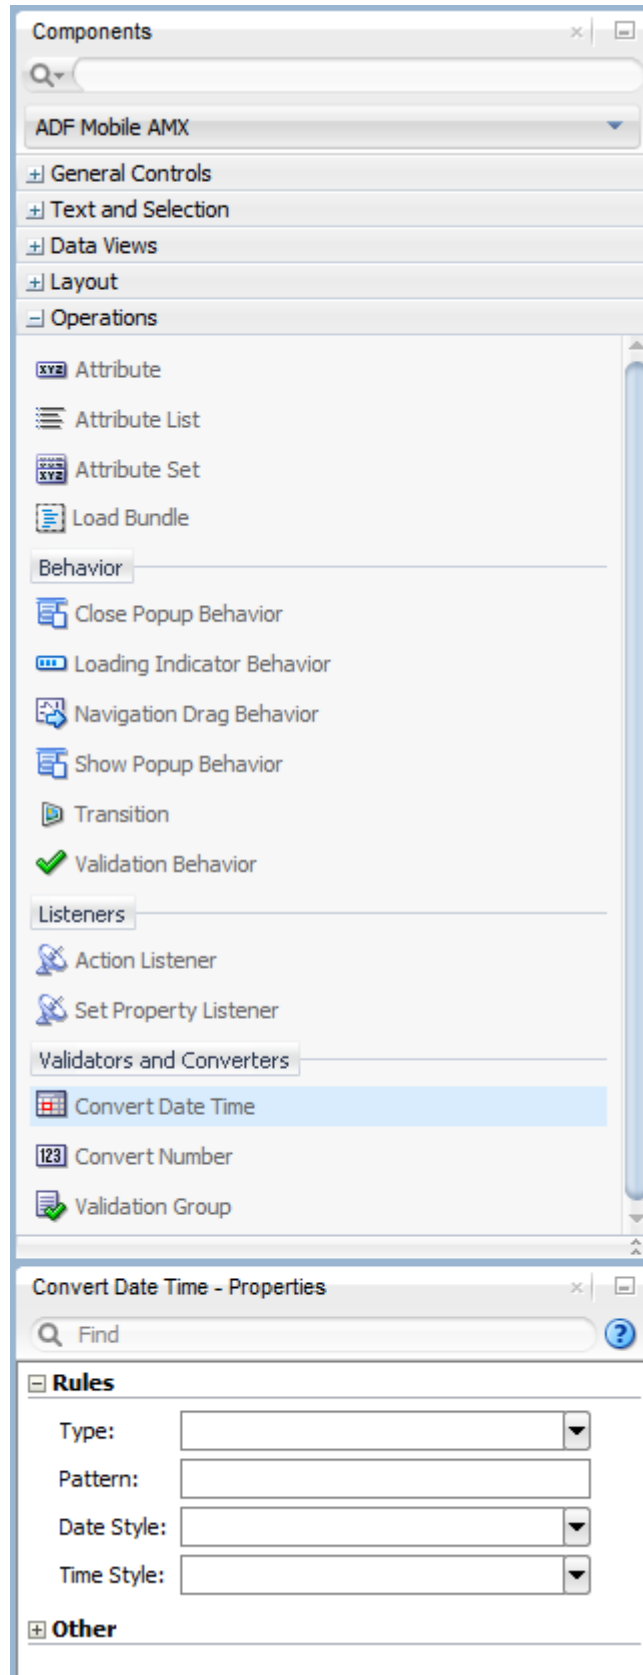 Components
ADF Mobile AMX
General Controls
Text and Selection
Data Views
Layout
Operations
XYZ Attribute
Attribute List
XYZ Attribute Set
Load Bundle
Behavior
Close Popup Behavior
Loading Indicator Behavior
Navigation Drag Behavior
Show Popup Behavior
Transition
Validation Behavior
Listeners
Action Listener
Set Property Listener
Validators and Converters
Convert Date Time
123 Convert Number
Validation Group
Convert Date Time - Properties
Find
Rules
Type:
Pattern:
Date Style:
Time Style:
Other